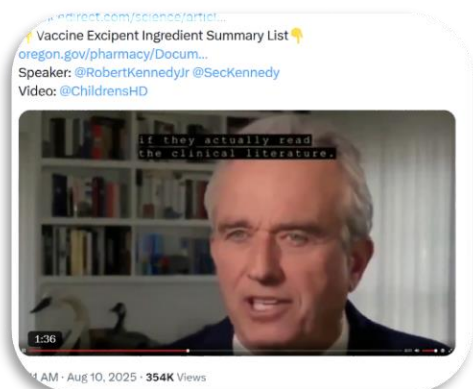 Vaccine Excipent Ingredient Summary List
oregon.gov/pharmacy/Docum...
Speaker: @RobertKennedyJr @SecKennedy
Video: @ChildrensHD
if they actually read
the clinical literature.
1:36
AM · Aug 10, 2025 · 354K Views